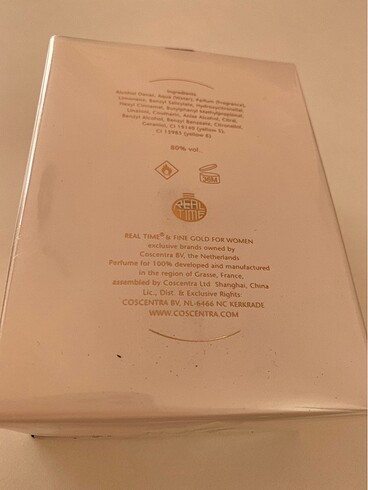 Ingredients
Alcohol Denat, Aqua (Water), Parfum (Fragrance),
Limonene, Benzyl Salicylate, Hydroxycitronellal,
Hexyl Cinnamal, Butylphenyl Methylpropional,
Linalool, Coumarin, Anise Alcohol, Citral,
Benzyl Alcohol, Benzyl Benzoate, Citronellol,
Geraniol, CI 19140 (yellow 5),
CI 15985 (yellow 6).
80% vol.
36M
REAL
TIME
REAL TIME® & FINE GOLD FOR WOMEN
exclusive brands owned by
Coscentra BV, the Netherlands
Perfume for 100% developed and manufactured
in the region of Grasse, France,
assembled by Coscentra Ltd Shanghai, China
Lic., Dist. & Exclusive Rights:
COSCENTRA BV, NL-6466 NC KERKRADE
WWW.COSCENTRA.COM